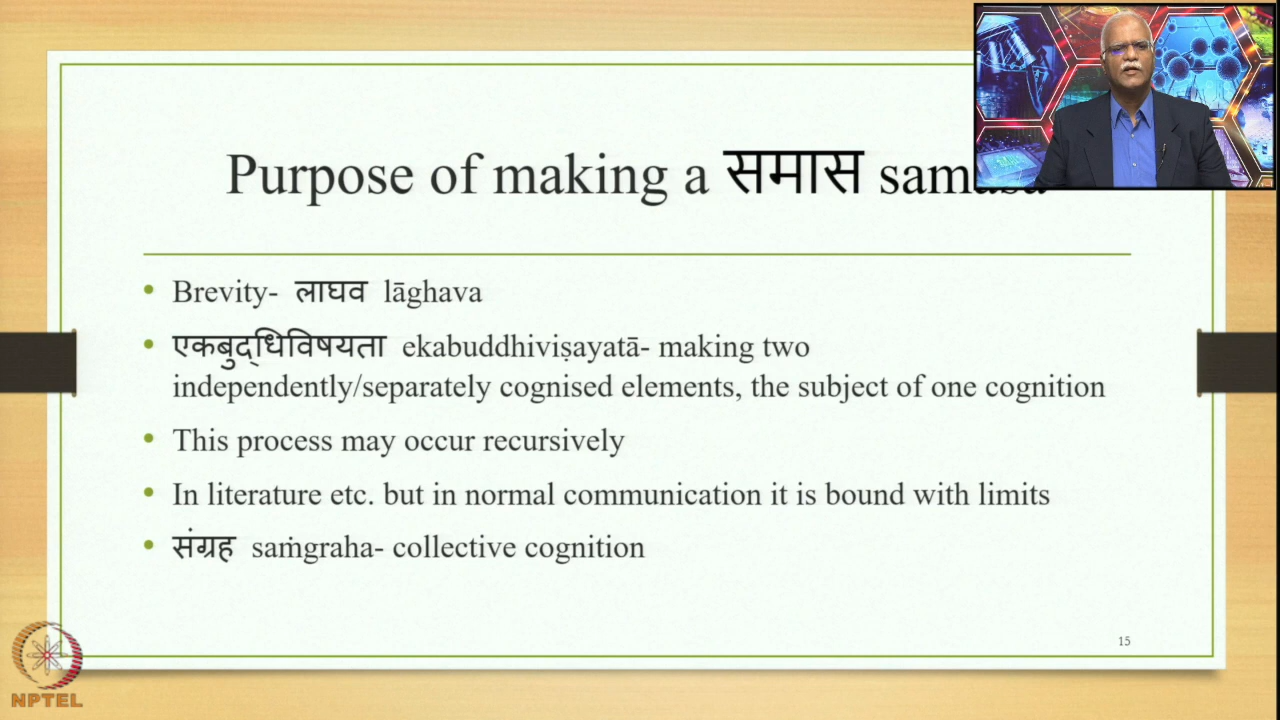 Purpose of making a समास
Brevity- लाघव lāghava
एकबुद्धिविषयता ekabuddhiviṣayatā- making two
independently/separately cognised elements, the subject of one cognition
This process may occur recursively
In literature etc. but in normal communication it is bound with limits
संग्रह saṁgraha- collective cognition
15
NPTEL